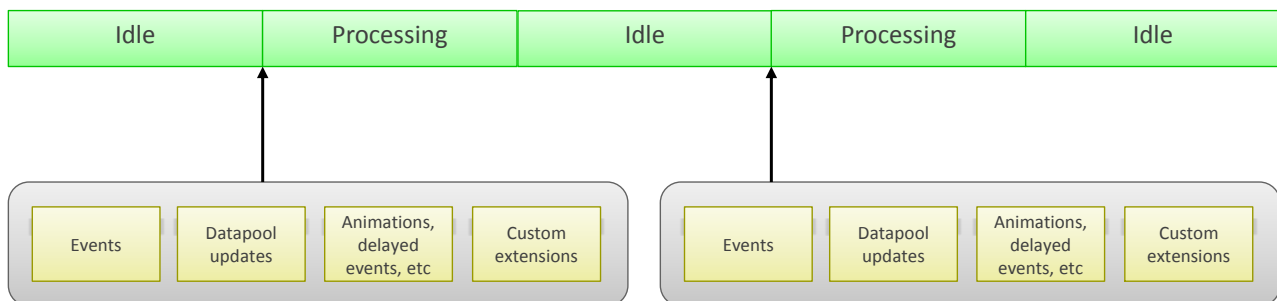 Idle Processing Idle Processing Idle
Events
Datapool
updates
Animations,
delayed
events, etc
Custom
extensions
Events
Datapool
updates
Animations,
delayed
events, etc
Custom
extensions